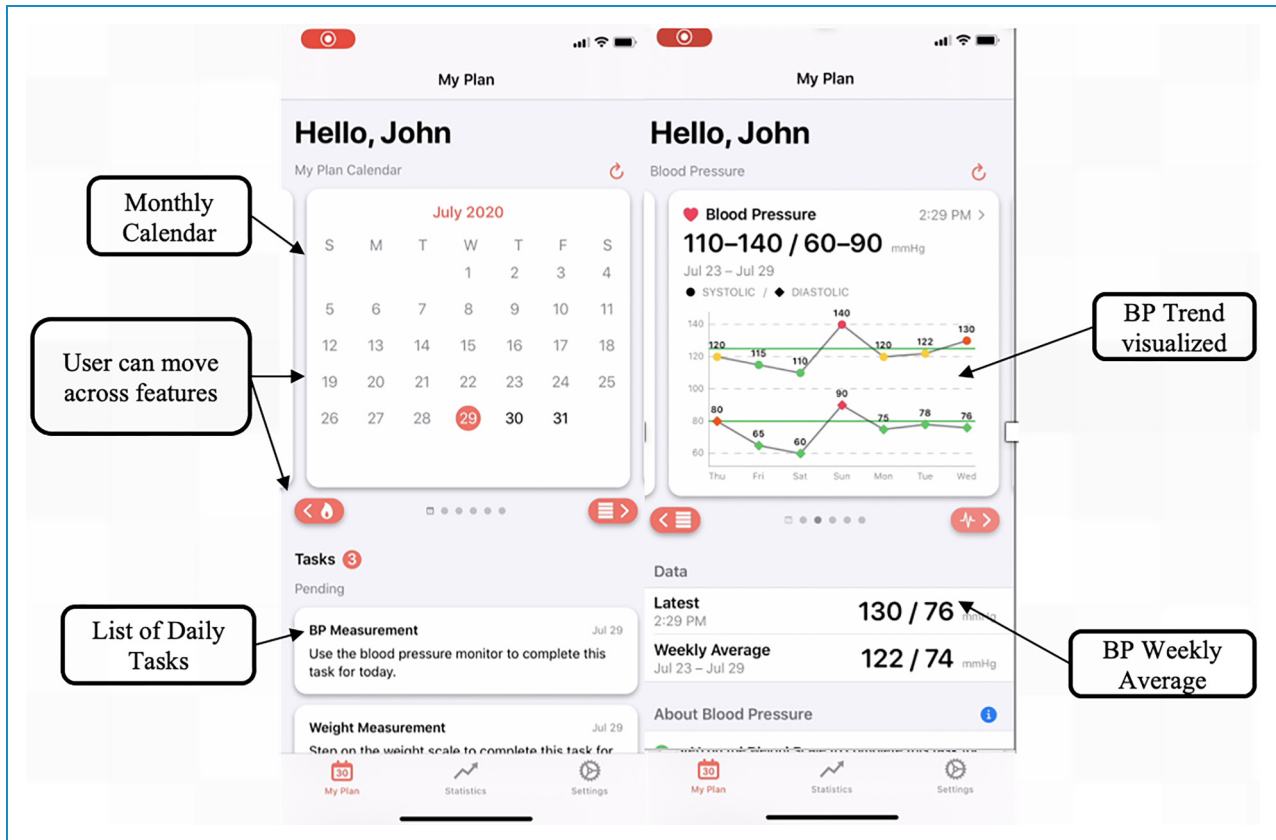 My Plan
Hello, John
My Plan Calendar
July 2020
S M T W T F S
1 2 3 4
5 6 7 8 9 10 11
12 13 14 15 16 17 18
19 20 21 22 23 24 25
26 27 28 29 30 31
Tasks 3
Pending
BP Measurement Jul 29
Use the blood pressure monitor to complete this
task for today.
Weight Measurement Jul 29
Step on the weight scale to complete this task for
30
My Plan Statistics Settings
My Plan
Hello, John
Blood Pressure
Blood Pressure 2:29 PM >
110–140 / 60–90 mmHg
Jul 23 – Jul 29
SYSTOLIC / DIASTOLIC
140
120
100
80
60
120 115 110 140 120 122 130
80 65 60 90 75 78 76
Thu Fri Sat Sun Mon Tue Wed
Data
Latest 130 / 76 mmHg
2:29 PM
Weekly Average 122 / 74 mmHg
Jul 23 – Jul 29
About Blood Pressure
30
My Plan Statistics Settings
Monthly
Calendar
User can move
across features
List of Daily
Tasks
BP Trend
visualized
BP Weekly
Average